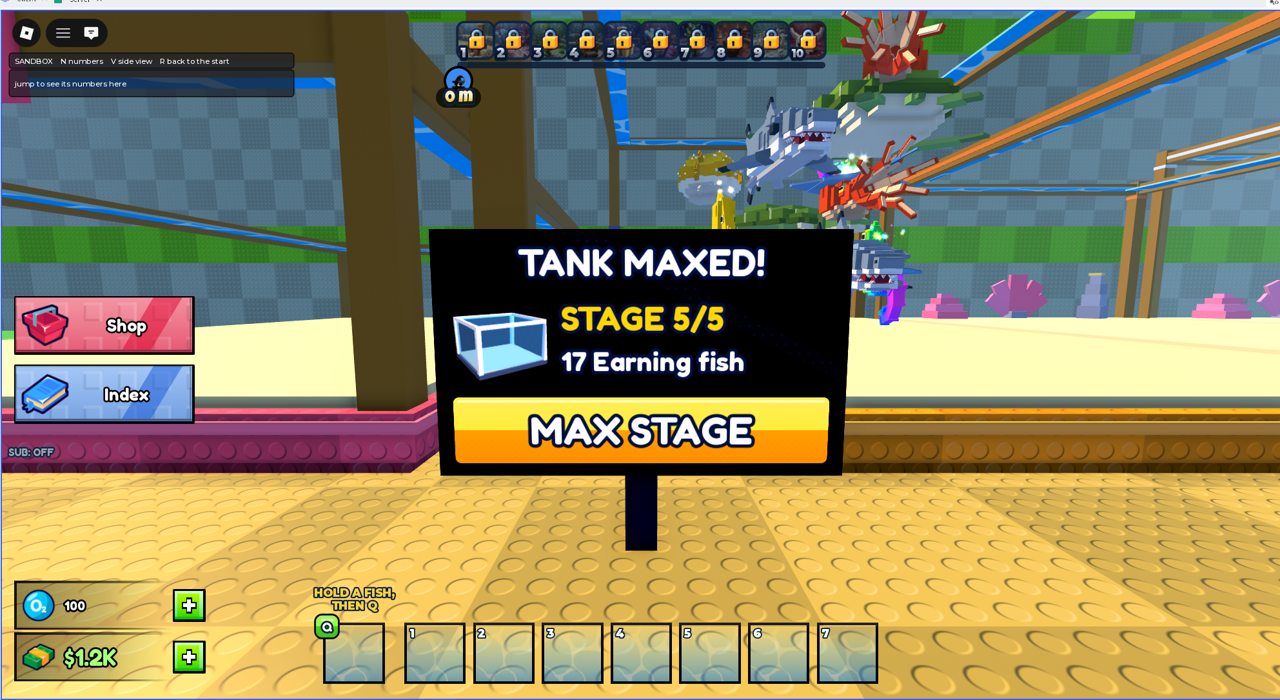 SANDBOX N numbers V side view R back to the start
jump to see its numbers here
1 2 3 4 5 6 7 8 9 10
0 m
TANK MAXED!
STAGE 5/5
17 Earning fish
MAX STAGE
Shop
Index
SUB: OFF
O2 100
$1.2K
HOLD A FISH,
THEN Q
Q
1 2 3 4 5 6 7